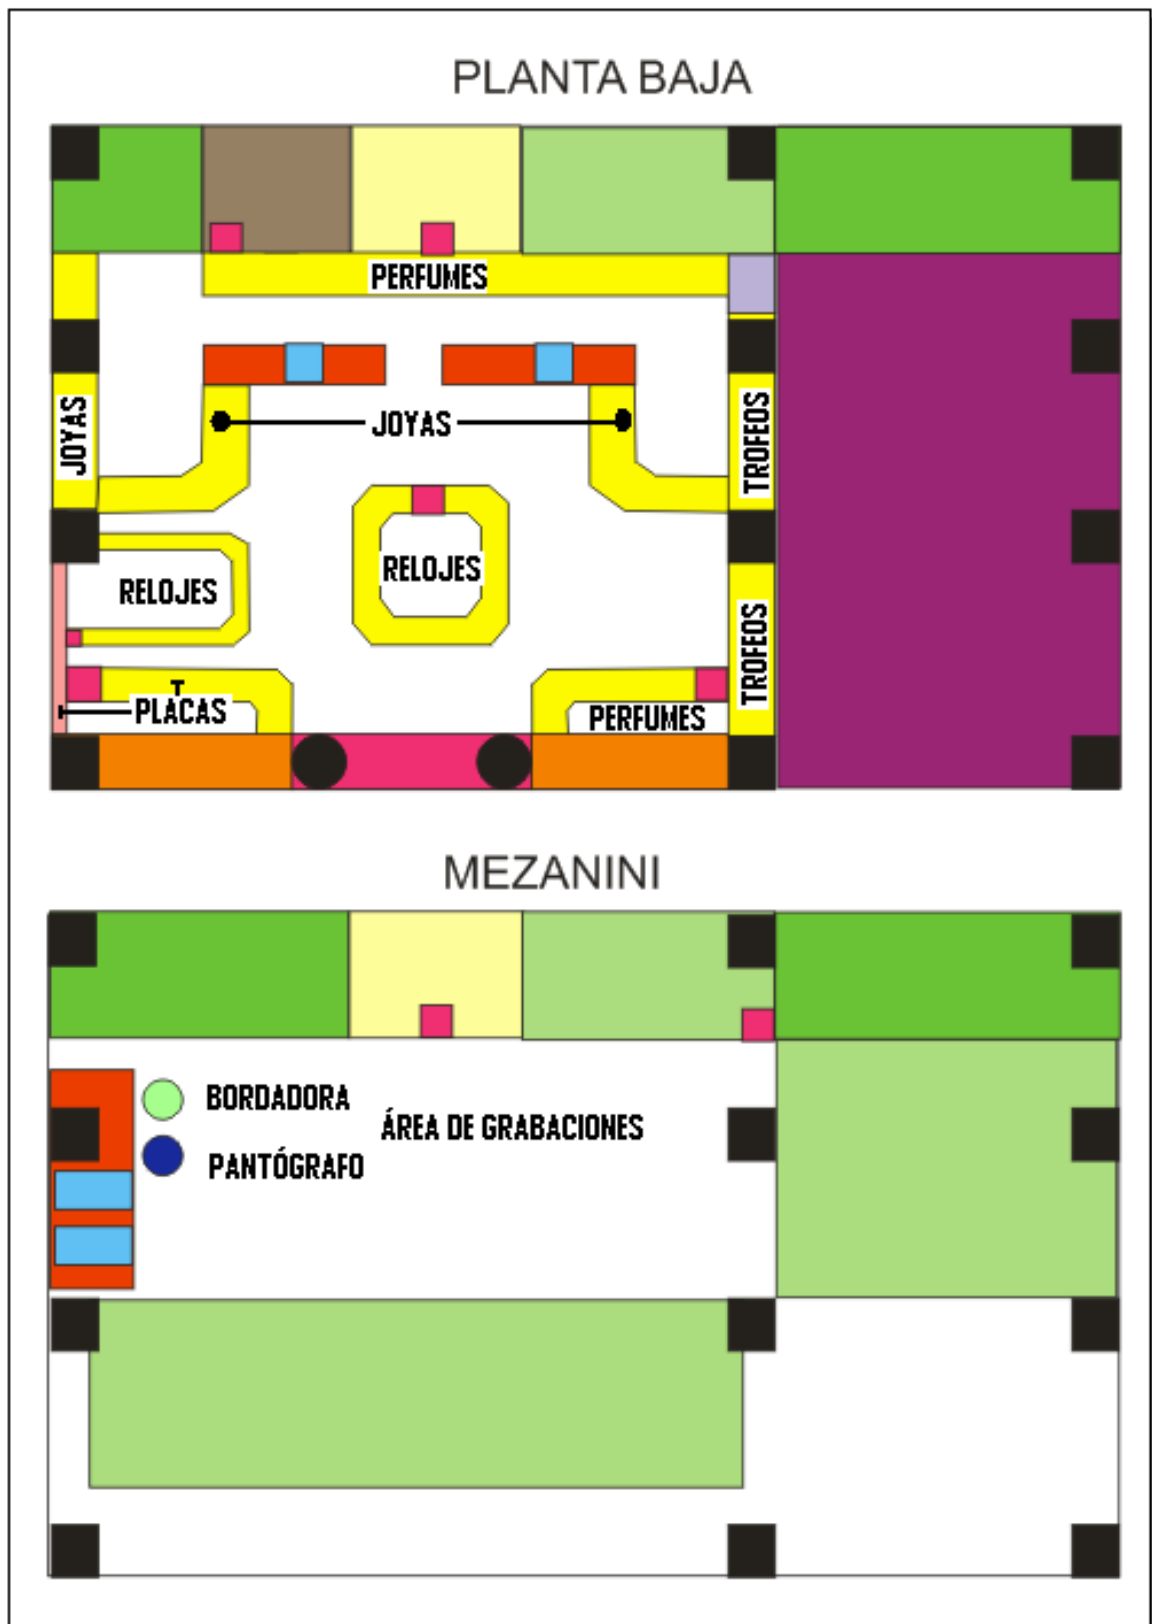 PLANTA BAJA
PERFUMES
JOYAS
JOYAS
TROFEOS
RELOJES
RELOJES
TROFEOS
PLACAS
PERFUMES
MEZANINI
BORDADORA
ÁREA DE GRABACIONES
PANTÓGRAFO